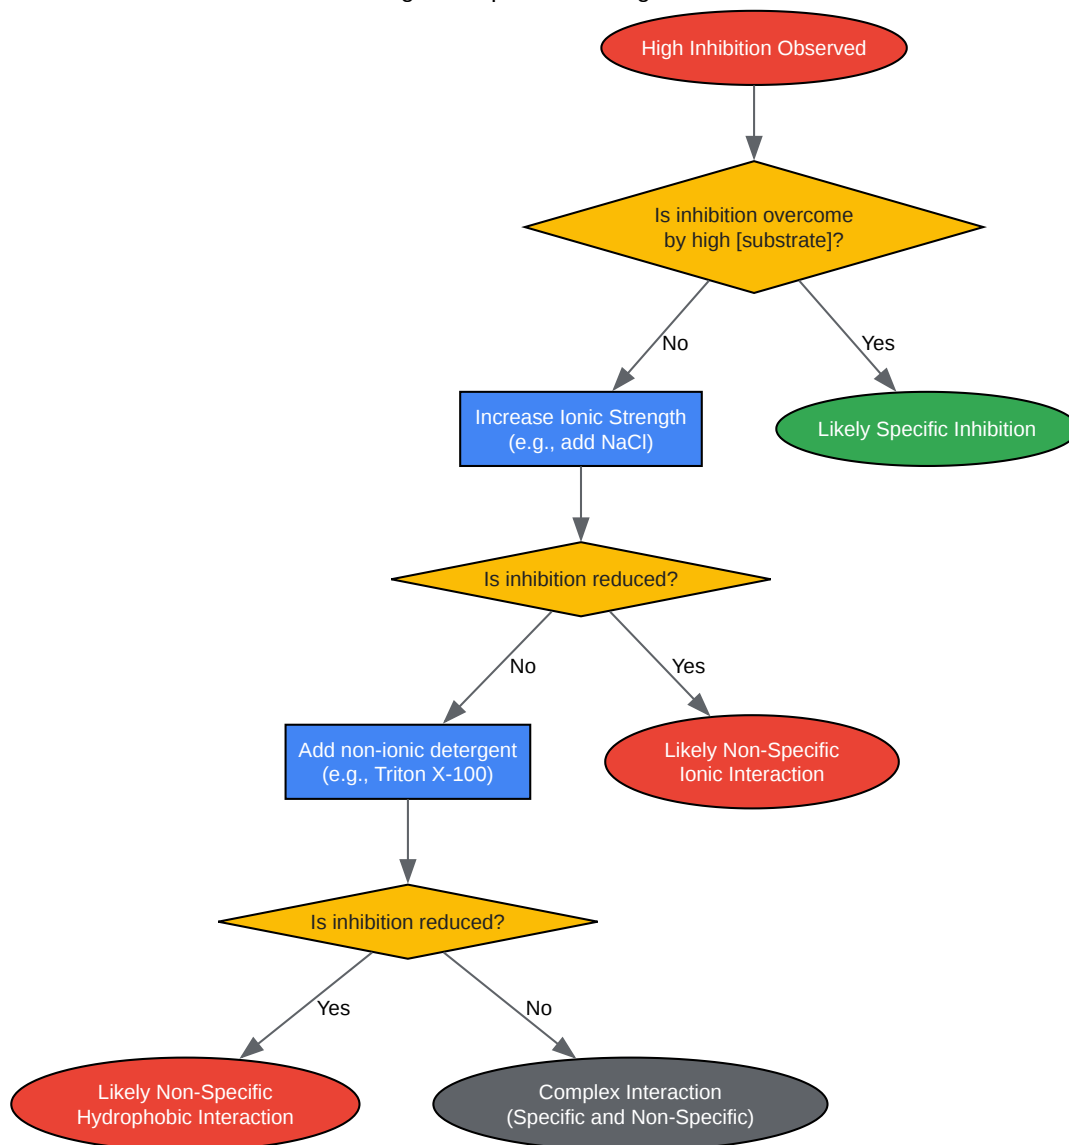 High Inhibition Observed
Is inhibition overcome
by high [substrate]?
No
Yes
Increase Ionic Strength
(e.g., add NaCl)
Likely Specific Inhibition
Is inhibition reduced?
No
Yes
Add non-ionic detergent
(e.g., Triton X-100)
Likely Non-Specific
Ionic Interaction
Is inhibition reduced?
Yes
No
Likely Non-Specific
Hydrophobic Interaction
Complex Interaction
(Specific and Non-Specific)